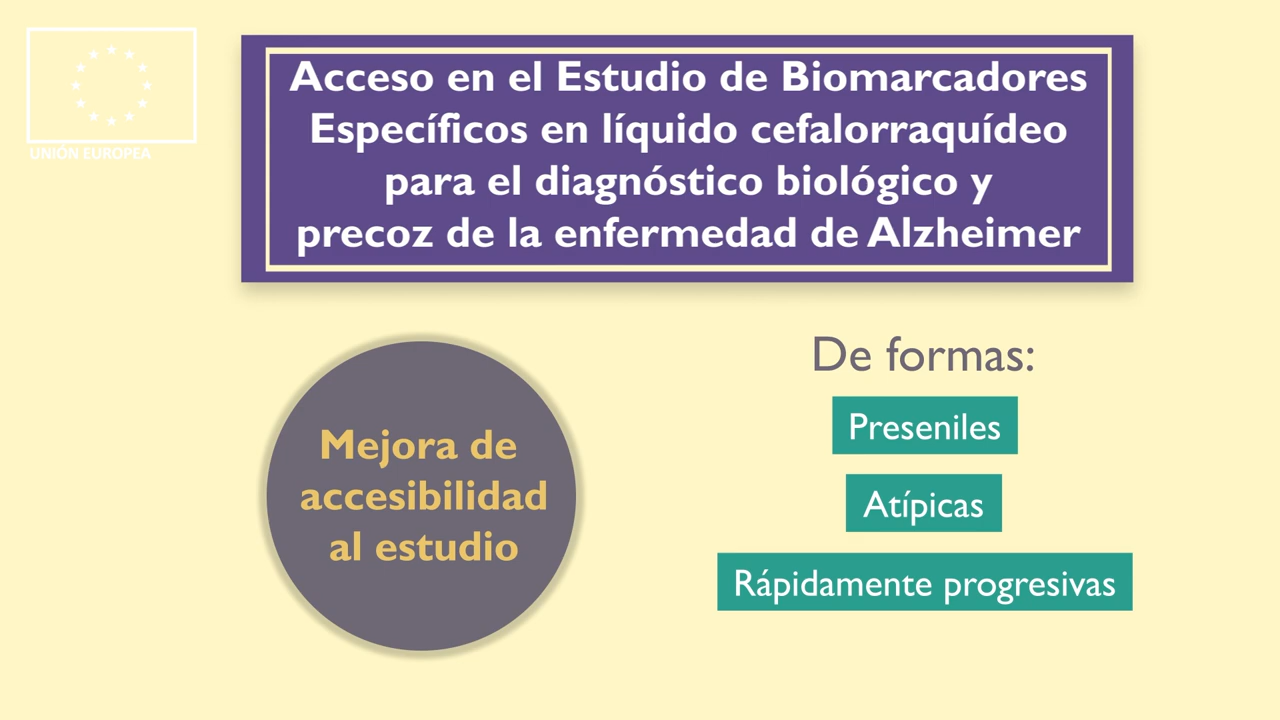 UNIÓN EUROPEA
Acceso en el Estudio de Biomarcadores
Específicos en líquido cefalorraquídeo
para el diagnóstico biológico y
precoz de la enfermedad de Alzheimer
Mejora de
accesibilidad
al estudio
De formas:
Preseniles
Atípicas
Rápidamente progresivas